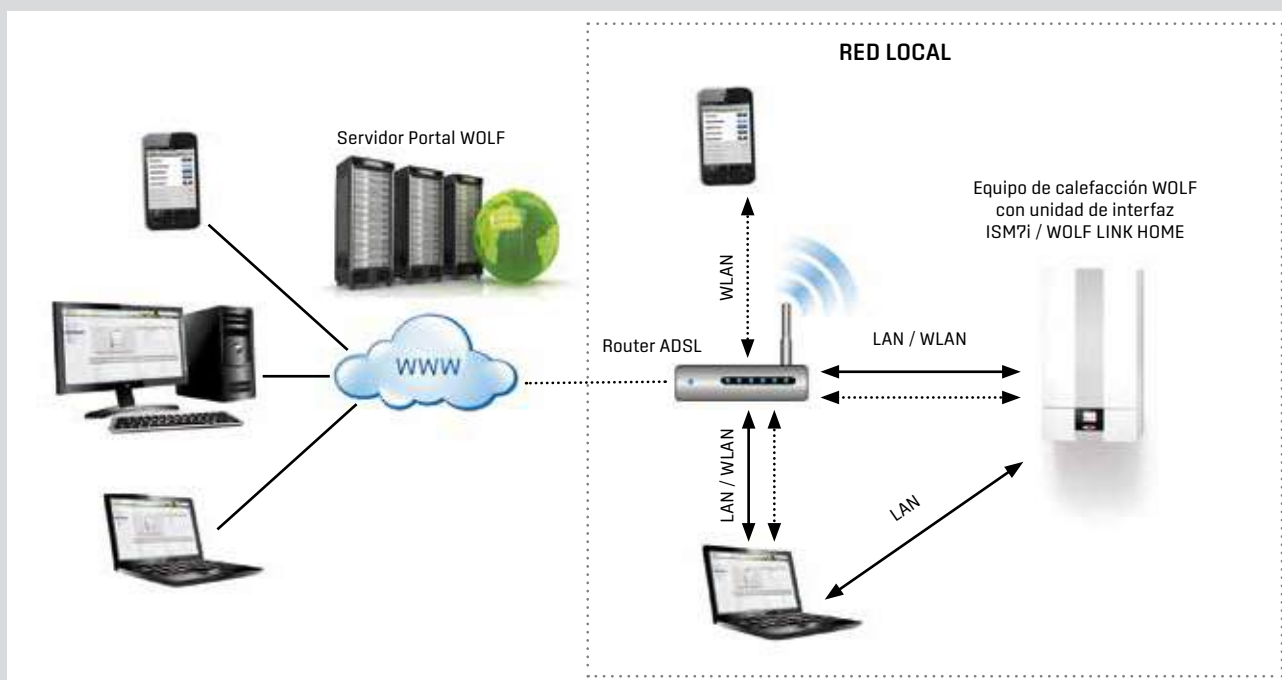 RED LOCAL
Servidor Portal WOLF
Equipo de calefacción WOLF
con unidad de interfaz
ISM7i / WOLF LINK HOME
WLAN
Router ADSL
LAN / WLAN
WWW
LAN / WLAN
LAN